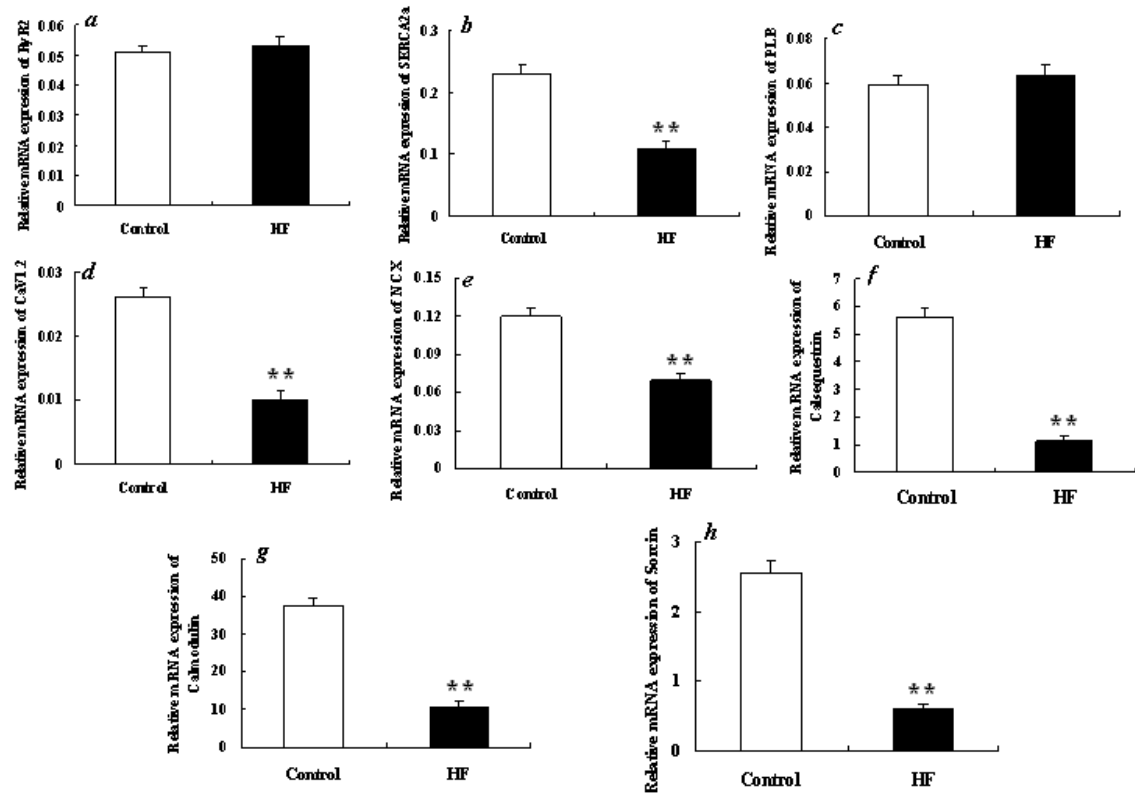 a
Relative mRNA expression of RyR2
0.06
0.05
0.04
0.03
0.02
0.01
0
Control
HF
b
Relative mRNA expression of SERCA2a
0.3
0.2
**
0.1
0
Control
HF
c
Relative mRNA expression of PLB
0.08
0.06
0.04
0.02
0
Control
HF
d
Relative mRNA expression of CaV1.2
0.03
0.02
0.01
**
0
Control
HF
e
Relative mRNA expression of NCX
0.15
0.12
0.09
**
0.06
0.03
0
Control
HF
f
Relative mRNA expression of
Calsequestrin
7
6
5
4
3
2
**
1
0
Control
HF
g
Relative mRNA expression of
Calmodulin
50
40
30
20
**
10
0
Control
HF
h
Relative mRNA expression of Sorcin
3
2
1
**
0
Control
HF